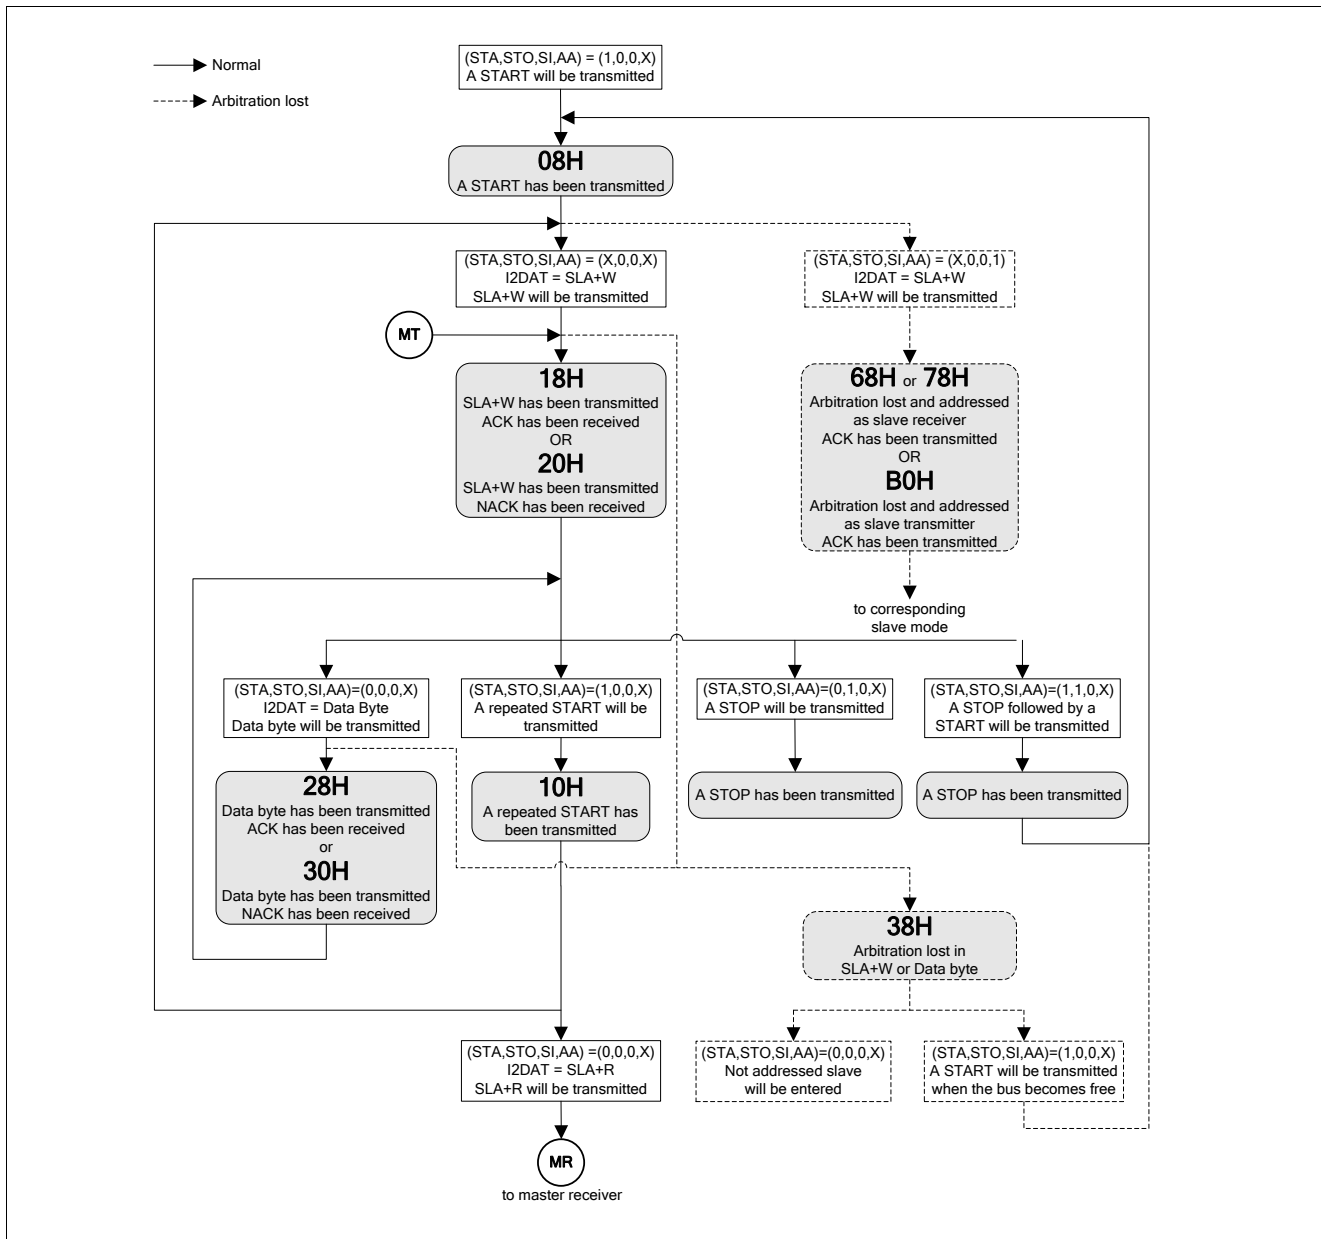 Normal
Arbitration lost
(STA,STO,SI,AA) = (1,0,0,X)
A START will be transmitted
08H
A START has been transmitted
(STA,STO,SI,AA) = (X,0,0,X)
I2DAT = SLA+W
SLA+W will be transmitted
(STA,STO,SI,AA) = (X,0,0,1)
I2DAT = SLA+W
SLA+W will be transmitted
MT
18H
SLA+W has been transmitted
ACK has been received
OR
20H
SLA+W has been transmitted
NACK has been received
68H or 78H
Arbitration lost and addressed
as slave receiver
ACK has been transmitted
OR
B0H
Arbitration lost and addressed
as slave transmitter
ACK has been transmitted
to corresponding
slave mode
(STA,STO,SI,AA)=(0,0,0,X)
I2DAT = Data Byte
Data byte will be transmitted
(STA,STO,SI,AA)=(1,0,0,X)
A repeated START will be
transmitted
(STA,STO,SI,AA)=(0,1,0,X)
A STOP will be transmitted
(STA,STO,SI,AA)=(1,1,0,X)
A STOP followed by a
START will be transmitted
28H
Data byte has been transmitted
ACK has been received
or
30H
Data byte has been transmitted
NACK has been received
10H
A repeated START has
been transmitted
A STOP has been transmitted
A STOP has been transmitted
38H
Arbitration lost in
SLA+W or Data byte
(STA,STO,SI,AA) =(0,0,0,X)
I2DAT = SLA+R
SLA+R will be transmitted
(STA,STO,SI,AA)=(0,0,0,X)
Not addressed slave
will be entered
(STA,STO,SI,AA)=(1,0,0,X)
A START will be transmitted
when the bus becomes free
MR
to master receiver